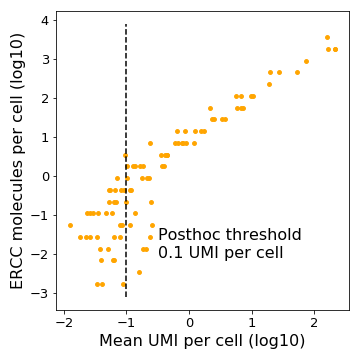 4
3
2
1
0
−1
−2
−3
ERCC molecules per cell (log10)
Posthoc threshold
0.1 UMI per cell
−2 −1 0 1 2
Mean UMI per cell (log10)